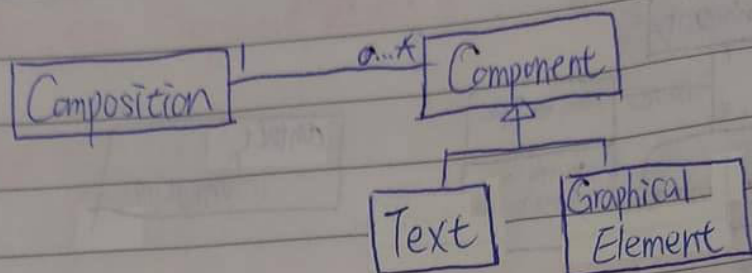 Composition
1
0...*
Component
Text
Graphical
Element